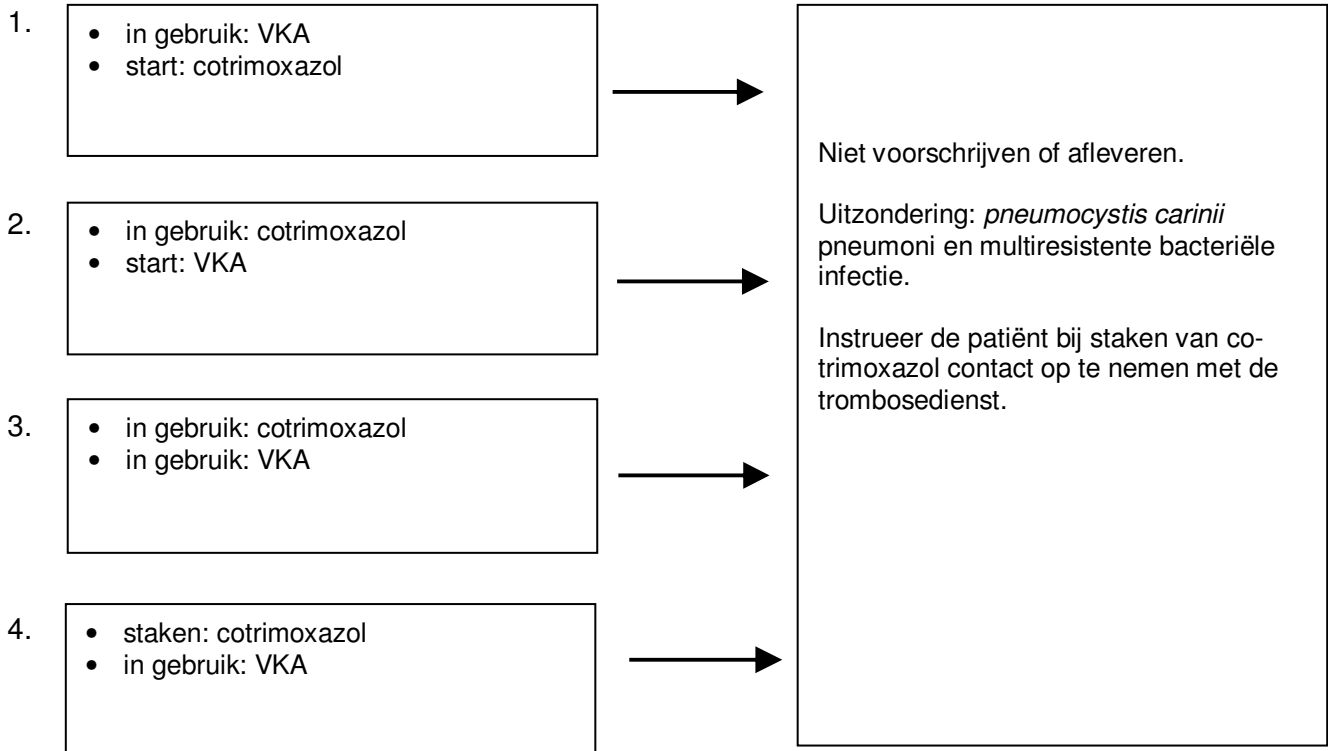 1.
• in gebruik: VKA
• start: cotrimoxazol
2.
• in gebruik: cotrimoxazol
• start: VKA
3.
• in gebruik: cotrimoxazol
• in gebruik: VKA
4.
• staken: cotrimoxazol
• in gebruik: VKA
Niet voorschrijven of afleveren.
Uitzondering: pneumocystis carinii
pneumoni en multiresistente bacteriële
infectie.
Instrueer de patiënt bij staken van co-
trimoxazol contact op te nemen met de
trombosedienst.